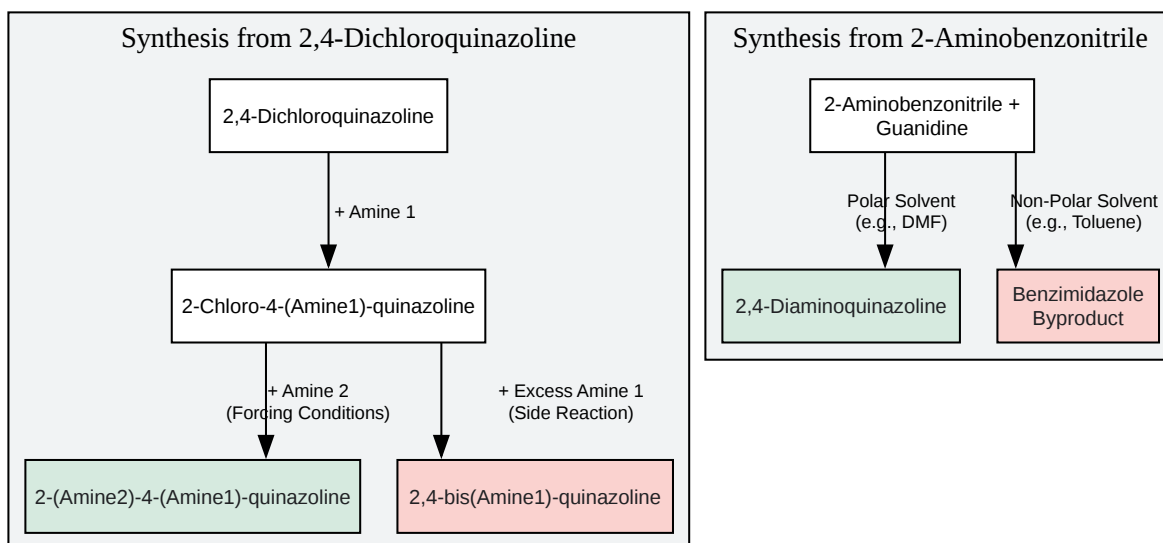 Synthesis from 2,4-Dichloroquinazoline
2,4-Dichloroquinazoline
+ Amine 1
2-Chloro-4-(Amine1)-quinazoline
+ Amine 2
(Forcing Conditions)
+ Excess Amine 1
(Side Reaction)
2-(Amine2)-4-(Amine1)-quinazoline
2,4-bis(Amine1)-quinazoline
Synthesis from 2-Aminobenzonitrile
2-Aminobenzonitrile +
Guanidine
Polar Solvent
(e.g., DMF)
Non-Polar Solvent
(e.g., Toluene)
2,4-Diaminoquinazoline
Benzimidazole
Byproduct